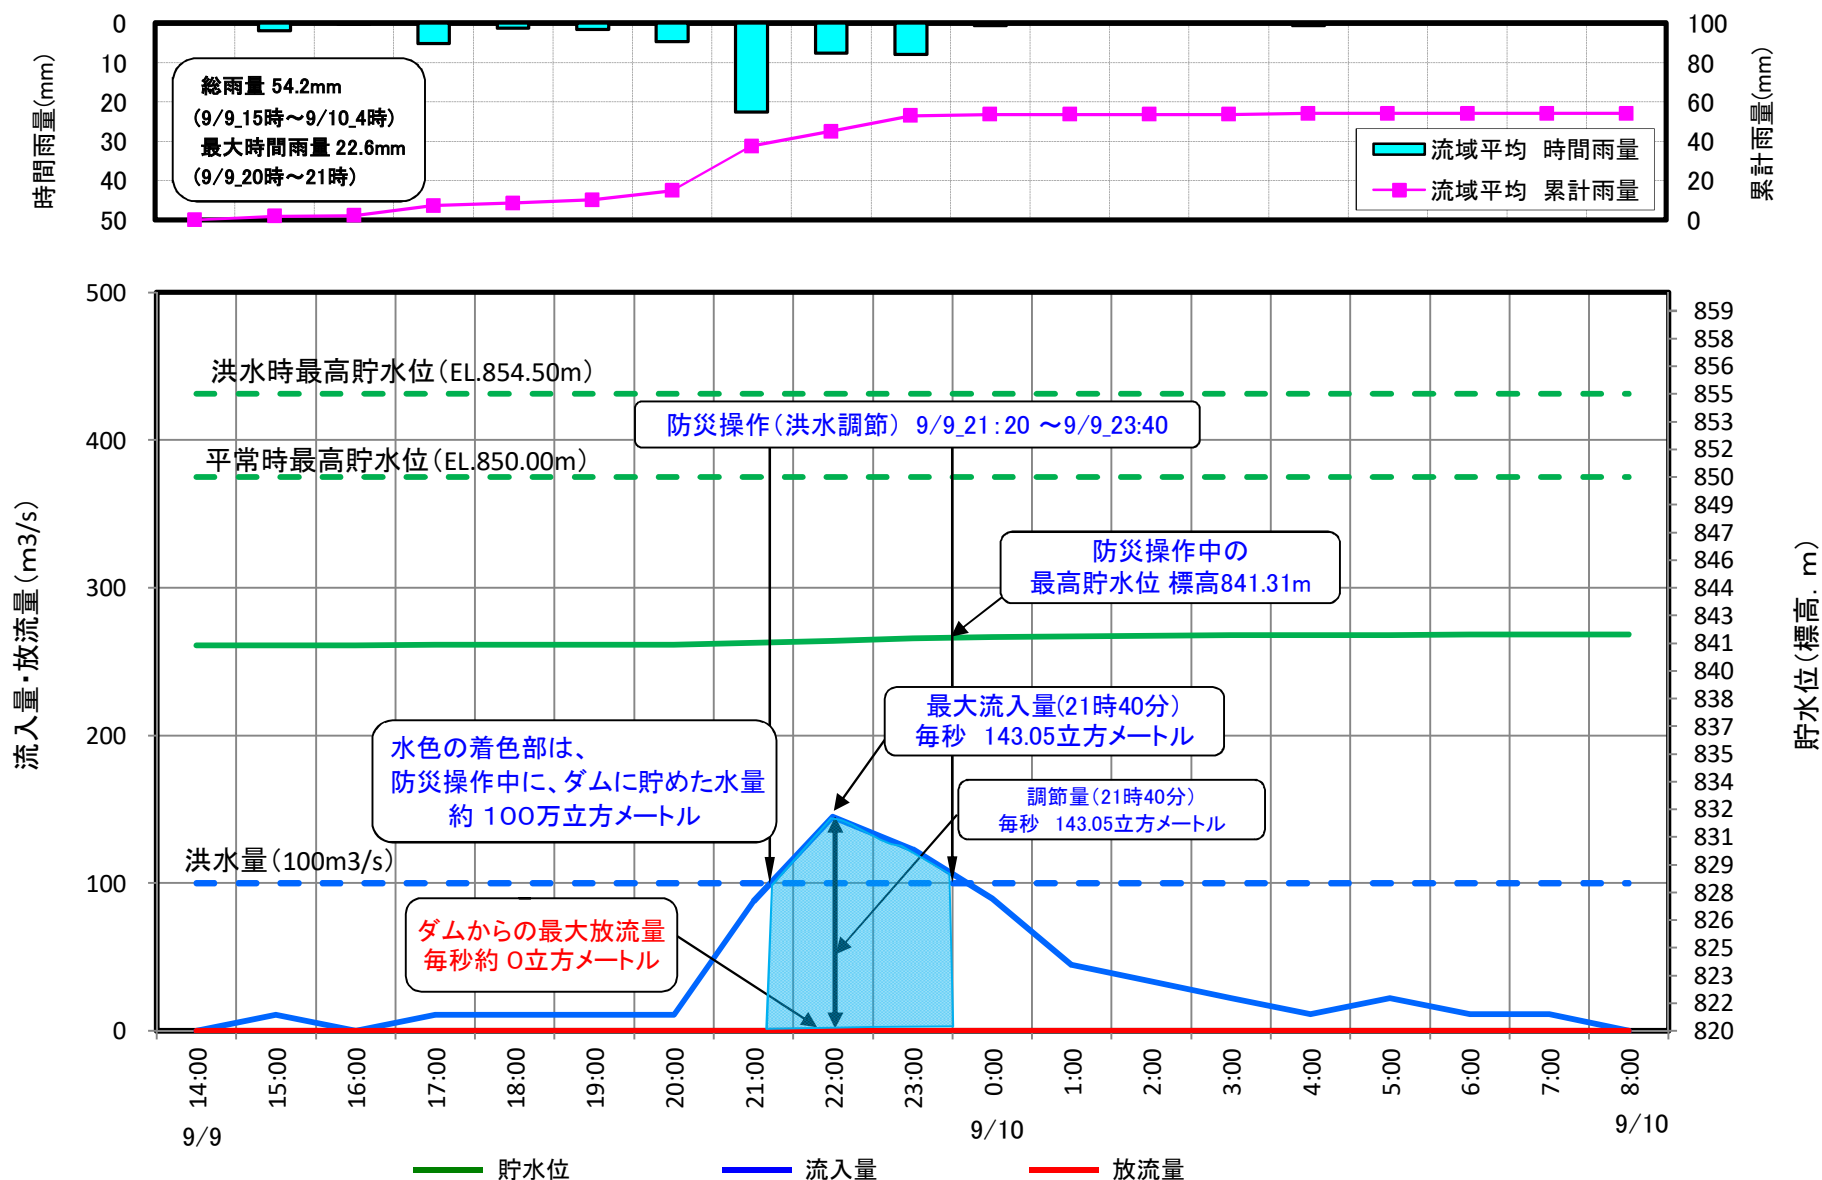 時間雨量(mm)
0
10
20
30
40
50
総雨量 54.2mm
(9/9_15時～9/10_4時)
最大時間雨量 22.6mm
(9/9_20時～21時)
流域平均　時間雨量
流域平均　累計雨量
100
80
60
40
20
0
累計雨量(mm)
流入量・放流量(m3/s)
500
400
300
200
100
0
洪水時最高貯水位(EL.854.50m)
防災操作(洪水調節)　9/9_21:20 ～9/9_23:40
平常時最高貯水位(EL.850.00m)
防災操作中の
最高貯水位 標高841.31m
最大流入量(21時40分)
毎秒　143.05立方メートル
水色の着色部は、
防災操作中に、ダムに貯めた水量
約 100万立方メートル
調節量(21時40分)
毎秒　143.05立方メートル
洪水量(100m3/s)
ダムからの最大放流量
毎秒約 0立方メートル
859
858
856
855
853
852
850
849
847
846
844
843
841
840
838
837
835
834
832
831
829
828
826
825
823
822
820
貯水位(標高. m)
14:00
15:00
16:00
17:00
18:00
19:00
20:00
21:00
22:00
23:00
0:00
1:00
2:00
3:00
4:00
5:00
6:00
7:00
8:00
9/9
9/10
9/10
貯水位
流入量
放流量